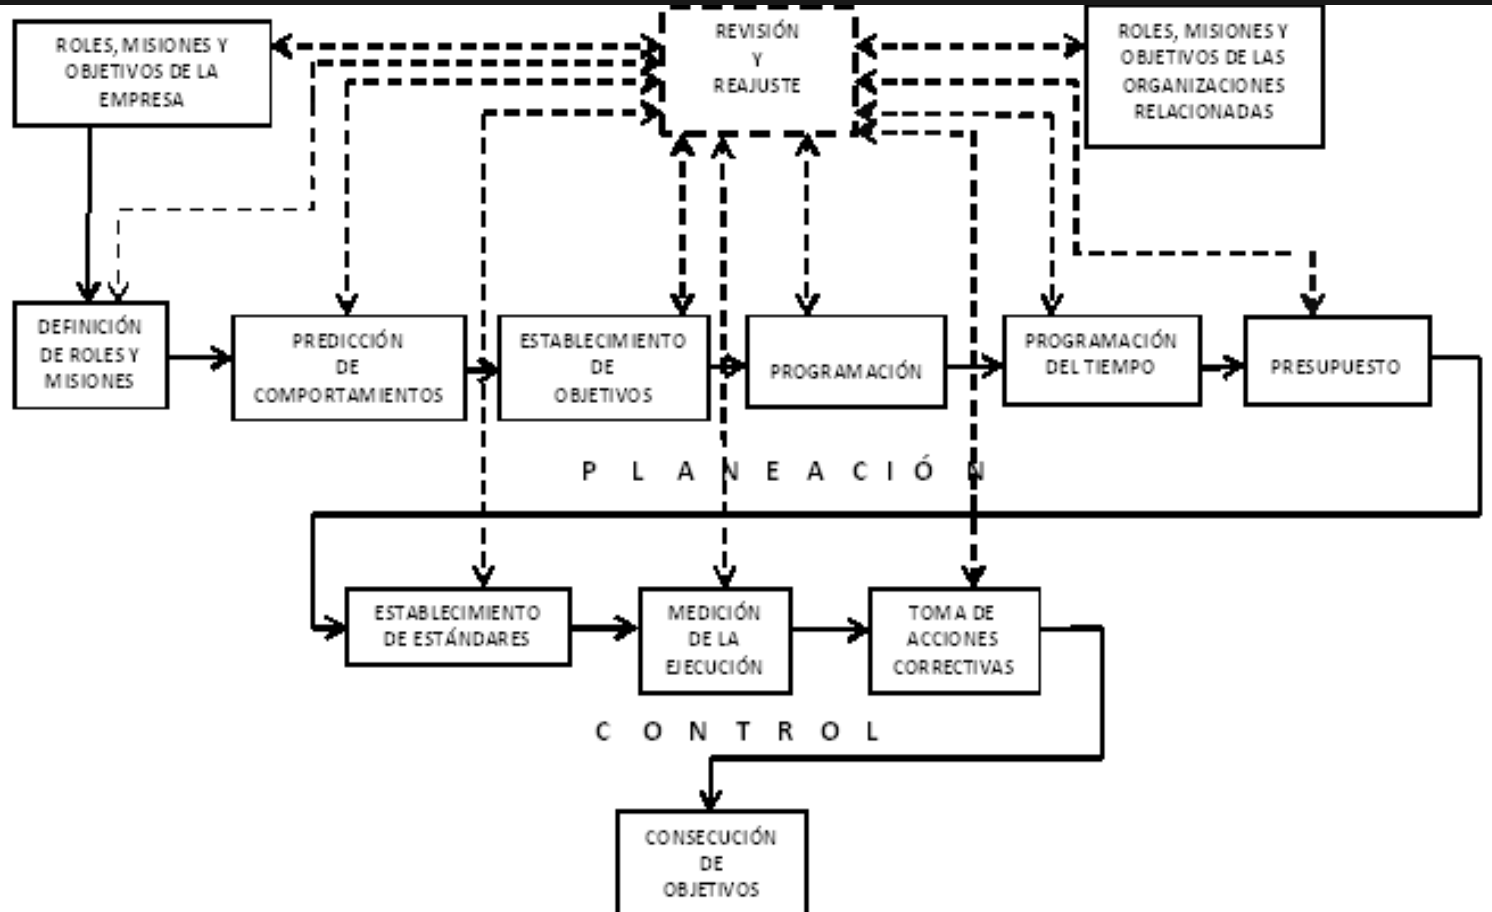 ROLES, MISIONES Y
OBJETIVOS DE LA
EMPRESA
REVISIÓN
Y
REAJUSTE
ROLES, MISIONES Y
OBJETIVOS DE LAS
ORGANIZACIONES
RELACIONADAS
DEFINICIÓN
DE ROLES Y
MISIONES
PREDICCIÓN
DE
COMPORTAMIENTOS
ESTABLECIMIENTO
DE
OBJETIVOS
PROGRAMACIÓN
PROGRAMACIÓN
DEL TIEMPO
PRESUPUESTO
P L A N E A C I Ó N
ESTABLECIMIENTO
DE ESTÁNDARES
MEDICIÓN
DE LA
EJECUCIÓN
TOMA DE
ACCIONES
CORRECTIVAS
C O N T R O L
CONSECUCIÓN
DE
OBJETIVOS